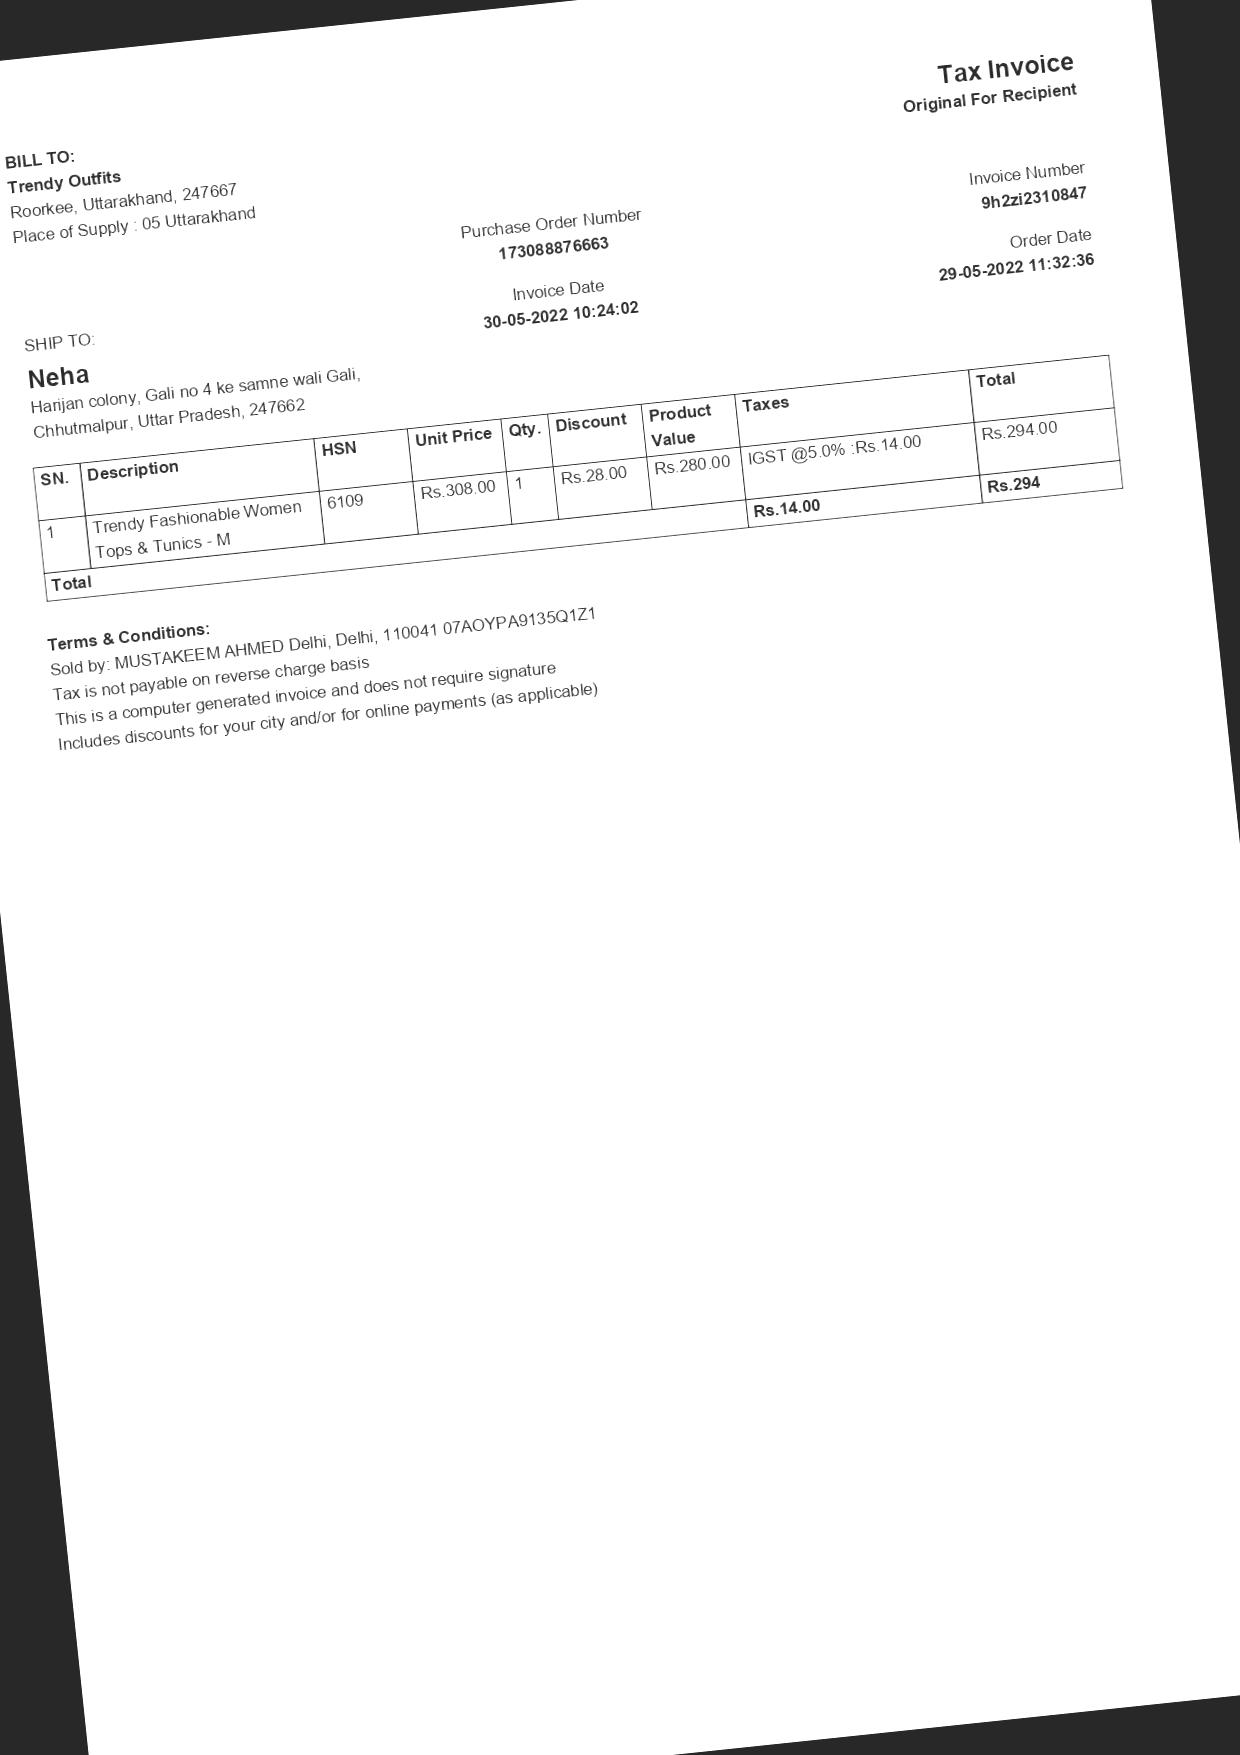 Tax Invoice
Original For Recipient
BILL TO:
Trendy Outfits
Roorkee, Uttarakhand, 247667
Place of Supply : 05 Uttarakhand
Purchase Order Number
173088876663
Invoice Number
9h2zi2310847
Invoice Date
30-05-2022 10:24:02
Order Date
29-05-2022 11:32:36
SHIP TO:
Neha
Harijan colony, Gali no 4 ke samne wali Gali,
Chhutmalpur, Uttar Pradesh, 247662
SN. Description HSN Unit Price Qty. Discount Product Value Taxes Total
1 Trendy Fashionable Women 6109 Rs.308.00 1 Rs.28.00 Rs.280.00 IGST @5.0% :Rs.14.00 Rs.294.00
Tops & Tunics - M
Total Rs.14.00 Rs.294
Terms & Conditions:
Sold by: MUSTAKEEM AHMED Delhi, Delhi, 110041 07AOYPA9135Q1Z1
Tax is not payable on reverse charge basis
This is a computer generated invoice and does not require signature
Includes discounts for your city and/or for online payments (as applicable)